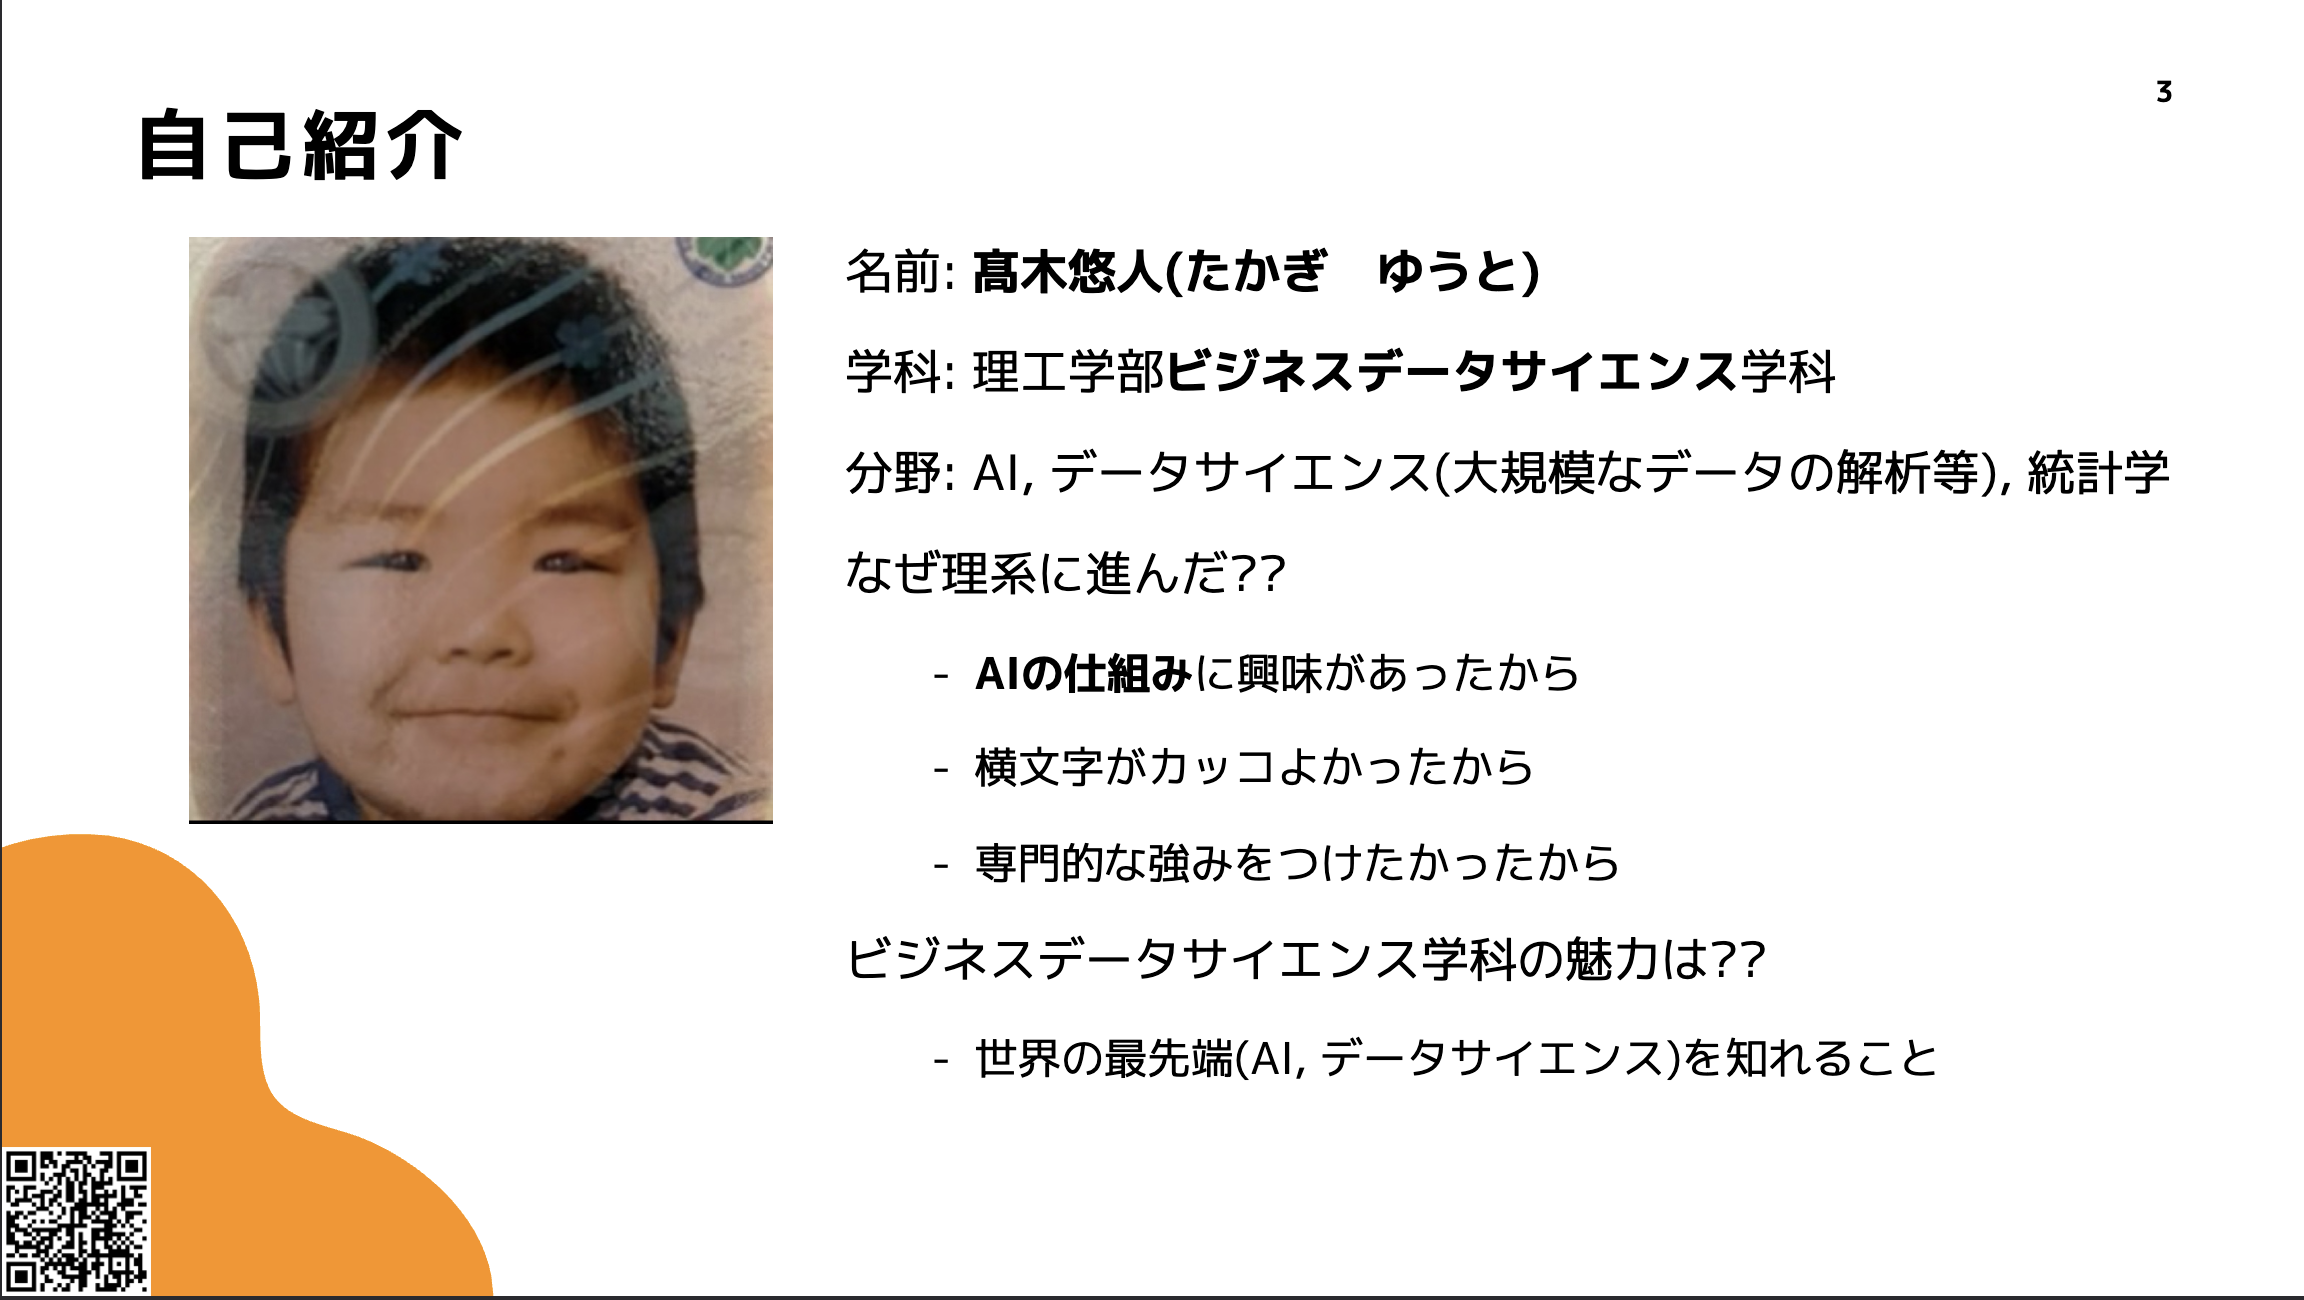 3
自己紹介
名前: 髙木悠人(たかぎ　ゆうと)
学科: 理工学部ビジネスデータサイエンス学科
分野: AI, データサイエンス(大規模なデータの解析等), 統計学
なぜ理系に進んだ??
- AIの仕組みに興味があったから
- 横文字がカッコよかったから
- 専門的な強みをつけたかったから
ビジネスデータサイエンス学科の魅力は??
- 世界の最先端(AI, データサイエンス)を知れること